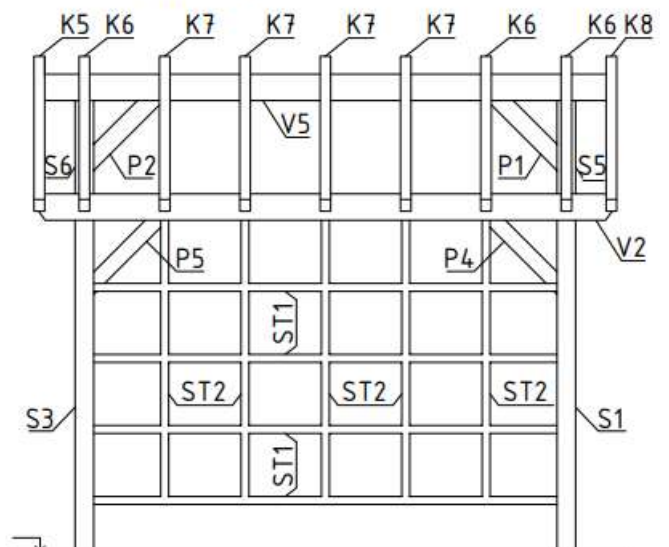 K5 K6 K7 K7 K7 K7 K6 K6 K8
V5
S6 P2 P1 S5
V2
P5 P4
ST1
ST2 ST2 ST2
S3 S1
ST1